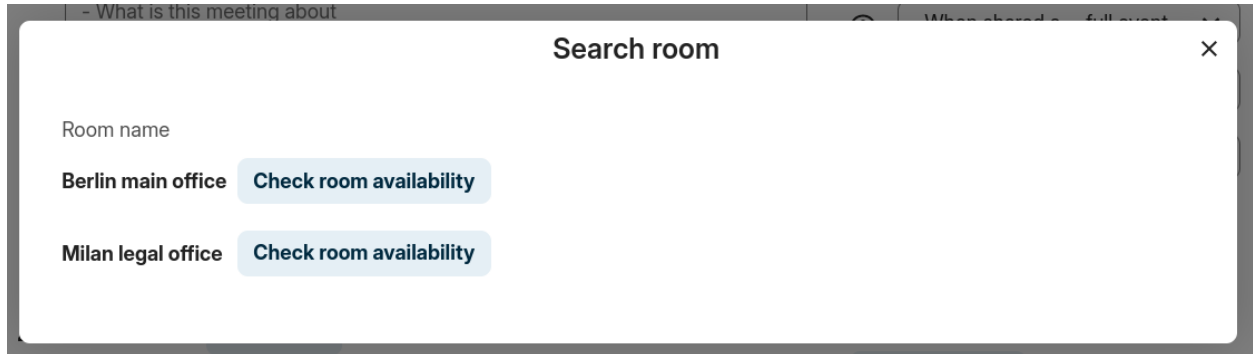 - What is this meeting about
Search room
Room name
Berlin main office Check room availability
Milan legal office Check room availability